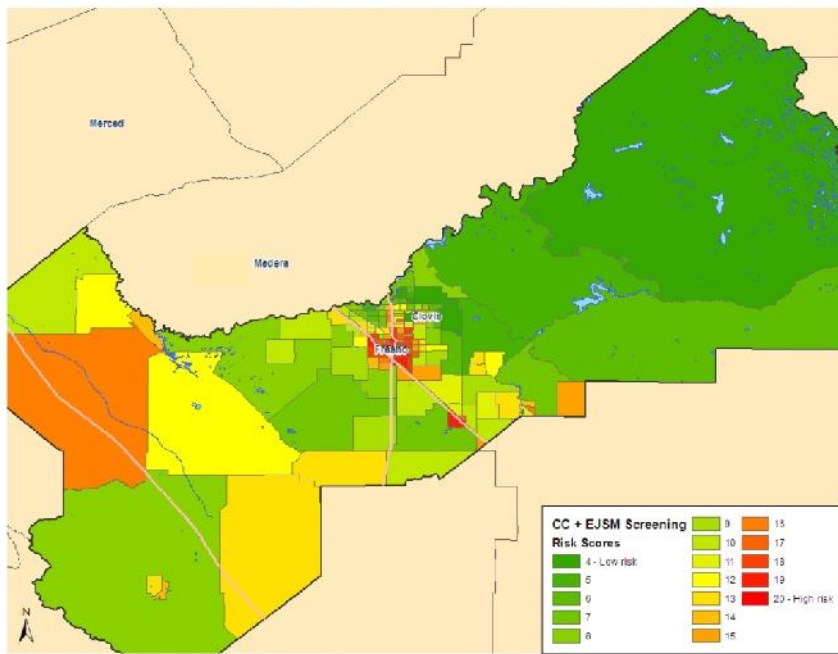 Merced
Madera
Clovis
Fresno
N
CC + EJSM Screening
Risk Scores
4 - Low risk
5
6
7
8
9
10
11
12
13
14
15
16
17
18
19
20 - High risk